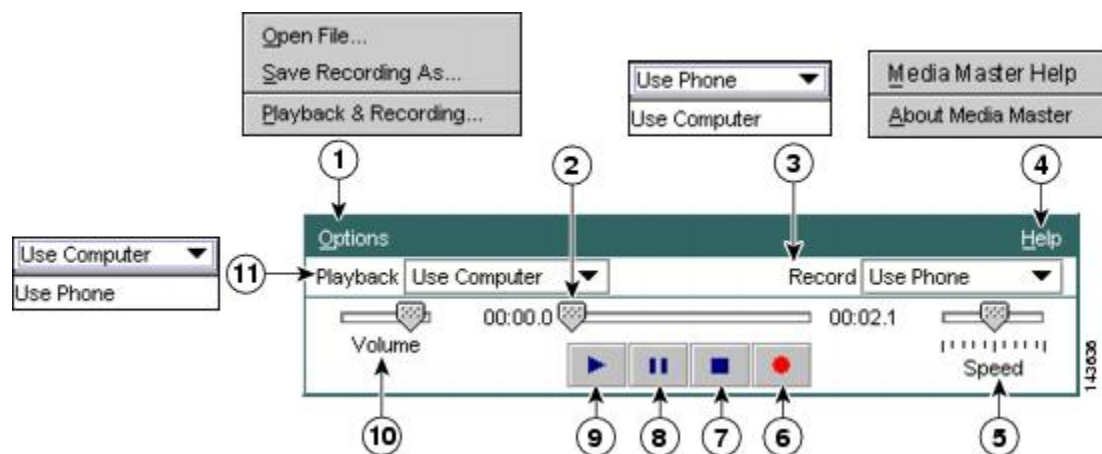 Open File...
Save Recording As...
Playback & Recording...
Use Phone
Use Computer
Media Master Help
About Media Master
1
2
3
4
Options
Help
Use Computer
Use Phone
11
Playback
Use Computer
Record
Use Phone
00:00.0
00:02.1
Volume
Speed
10
9
8
7
6
5
143636